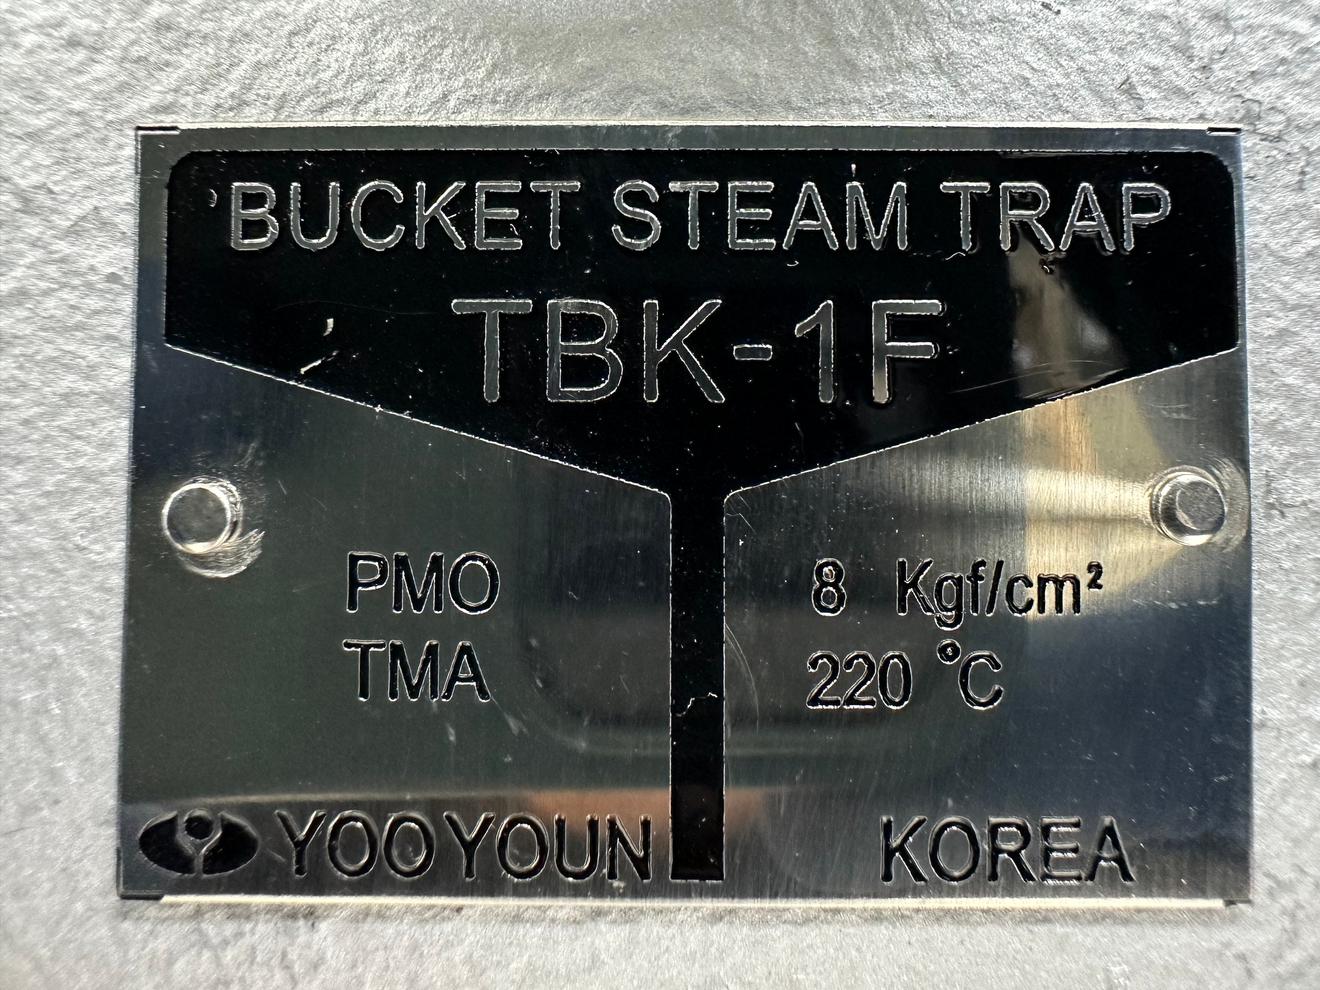 BUCKET STEAM TRAP
TBK-1F
PMO 8 Kgf/cm²
TMA 220 °C
YOOYOUN KOREA